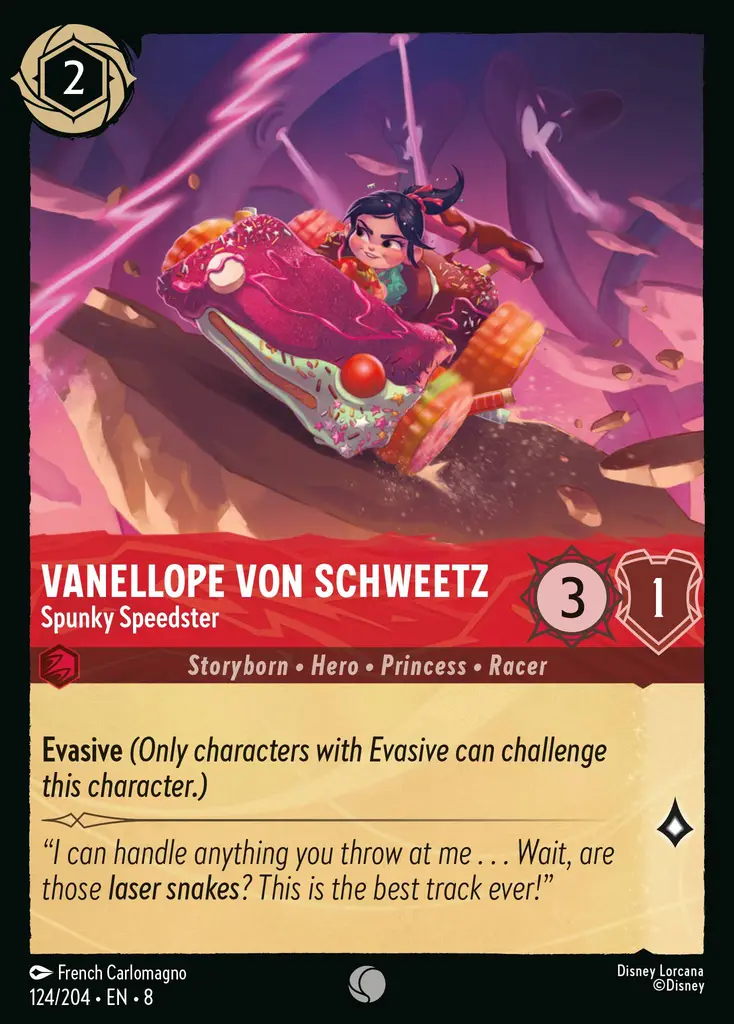 2
VANELLOPE VON SCHWEETZ
Spunky Speedster
3
1
Storyborn • Hero • Princess • Racer
Evasive (Only characters with Evasive can challenge
this character.)
“I can handle anything you throw at me . . . Wait, are
those laser snakes? This is the best track ever!”
French Carlomagno
124/204 • EN • 8
Disney Lorcana
©Disney